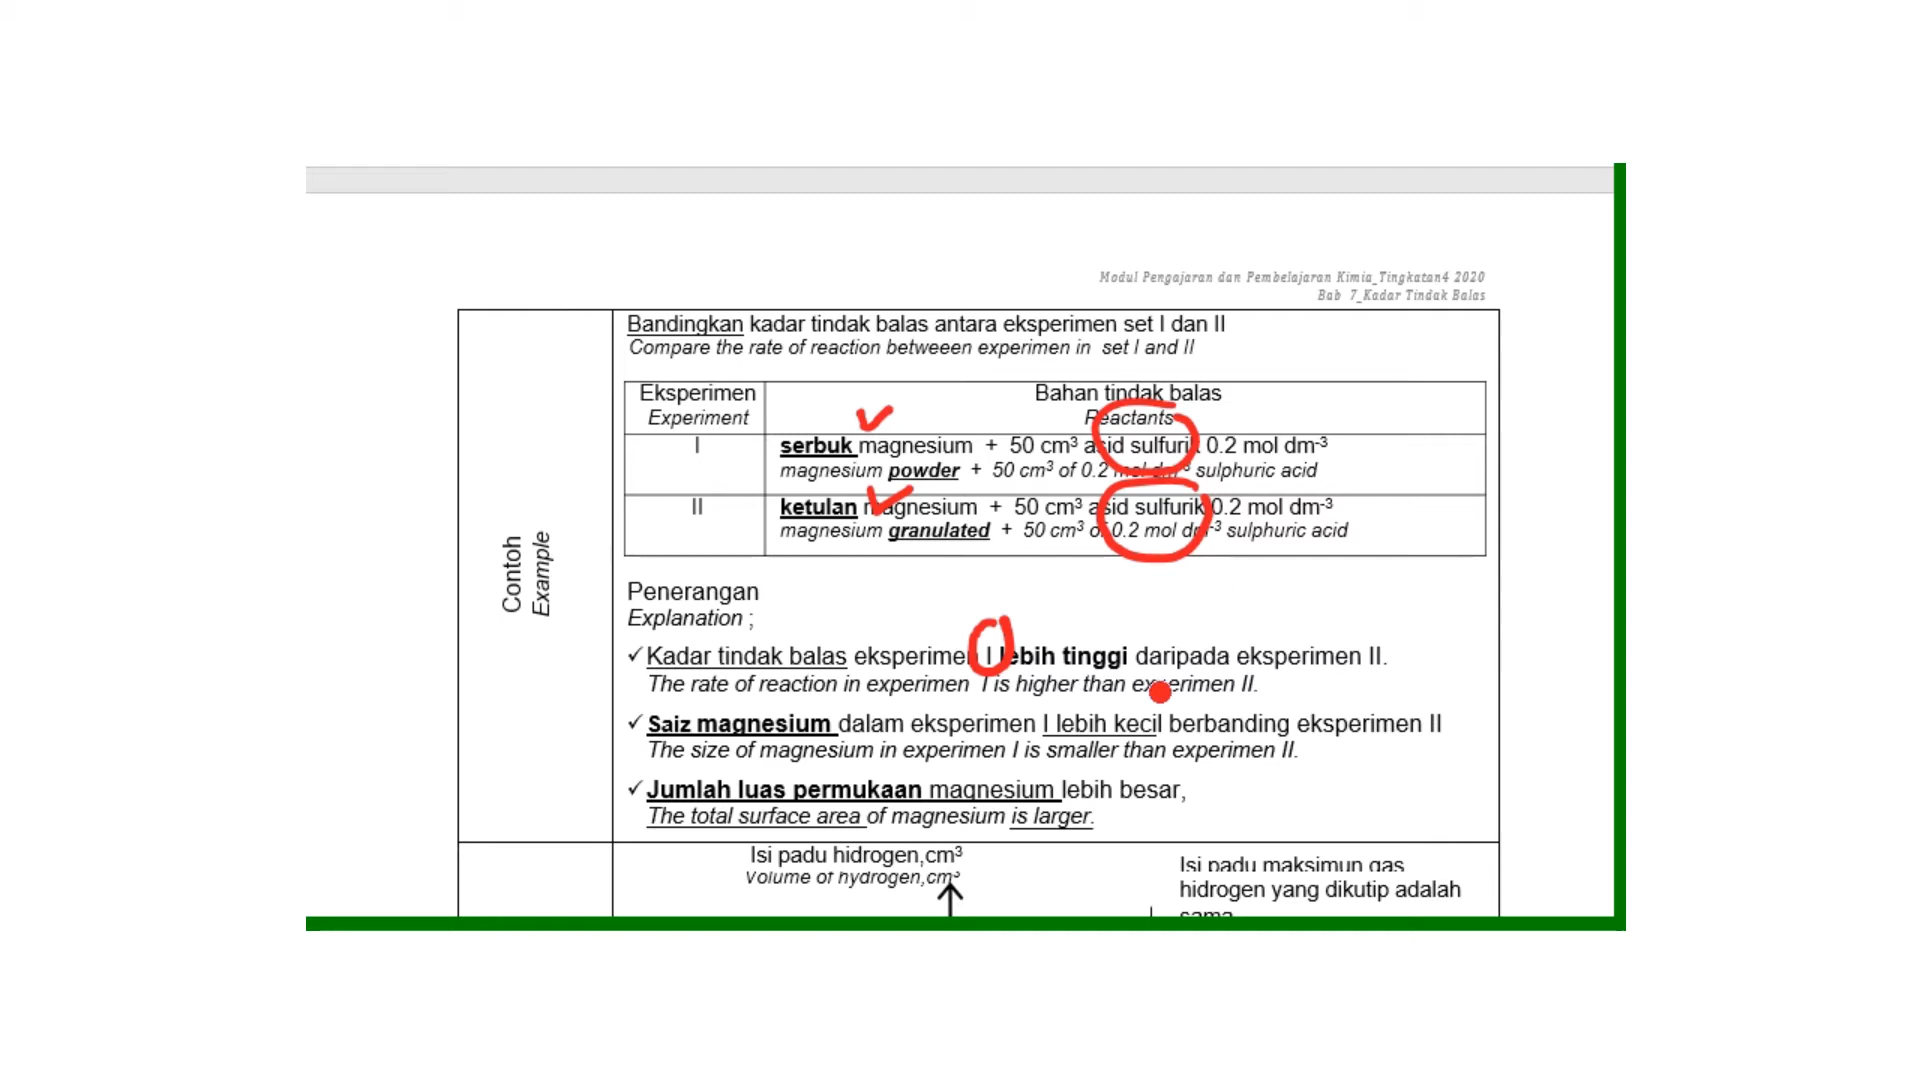 Modul Pengajaran dan Pembelajaran Kimia_Tingkatan4 2020
Bab 7_Kadar Tindak Balas
Contoh
Example
Bandingkan kadar tindak balas antara eksperimen set I dan II
Compare the rate of reaction betweeen experimen in set I and II
Eksperimen
Experiment
Bahan tindak balas
Reactants
I
serbuk magnesium + 50 cm³ asid sulfurik 0.2 mol dm⁻³
magnesium powder + 50 cm³ of 0.2 mol dm⁻³ sulphuric acid
II
ketulan magnesium + 50 cm³ asid sulfurik 0.2 mol dm⁻³
magnesium granulated + 50 cm³ of 0.2 mol dm⁻³ sulphuric acid
Penerangan
Explanation ;
✓ Kadar tindak balas eksperimen I lebih tinggi daripada eksperimen II.
The rate of reaction in experimen I is higher than experimen II.
✓ Saiz magnesium dalam eksperimen I lebih kecil berbanding eksperimen II
The size of magnesium in experimen I is smaller than experimen II.
✓ Jumlah luas permukaan magnesium lebih besar,
The total surface area of magnesium is larger.
Isi padu hidrogen,cm³
Volume of hydrogen,cm³
Isi padu maksimun gas
hidrogen yang dikutip adalah
sama